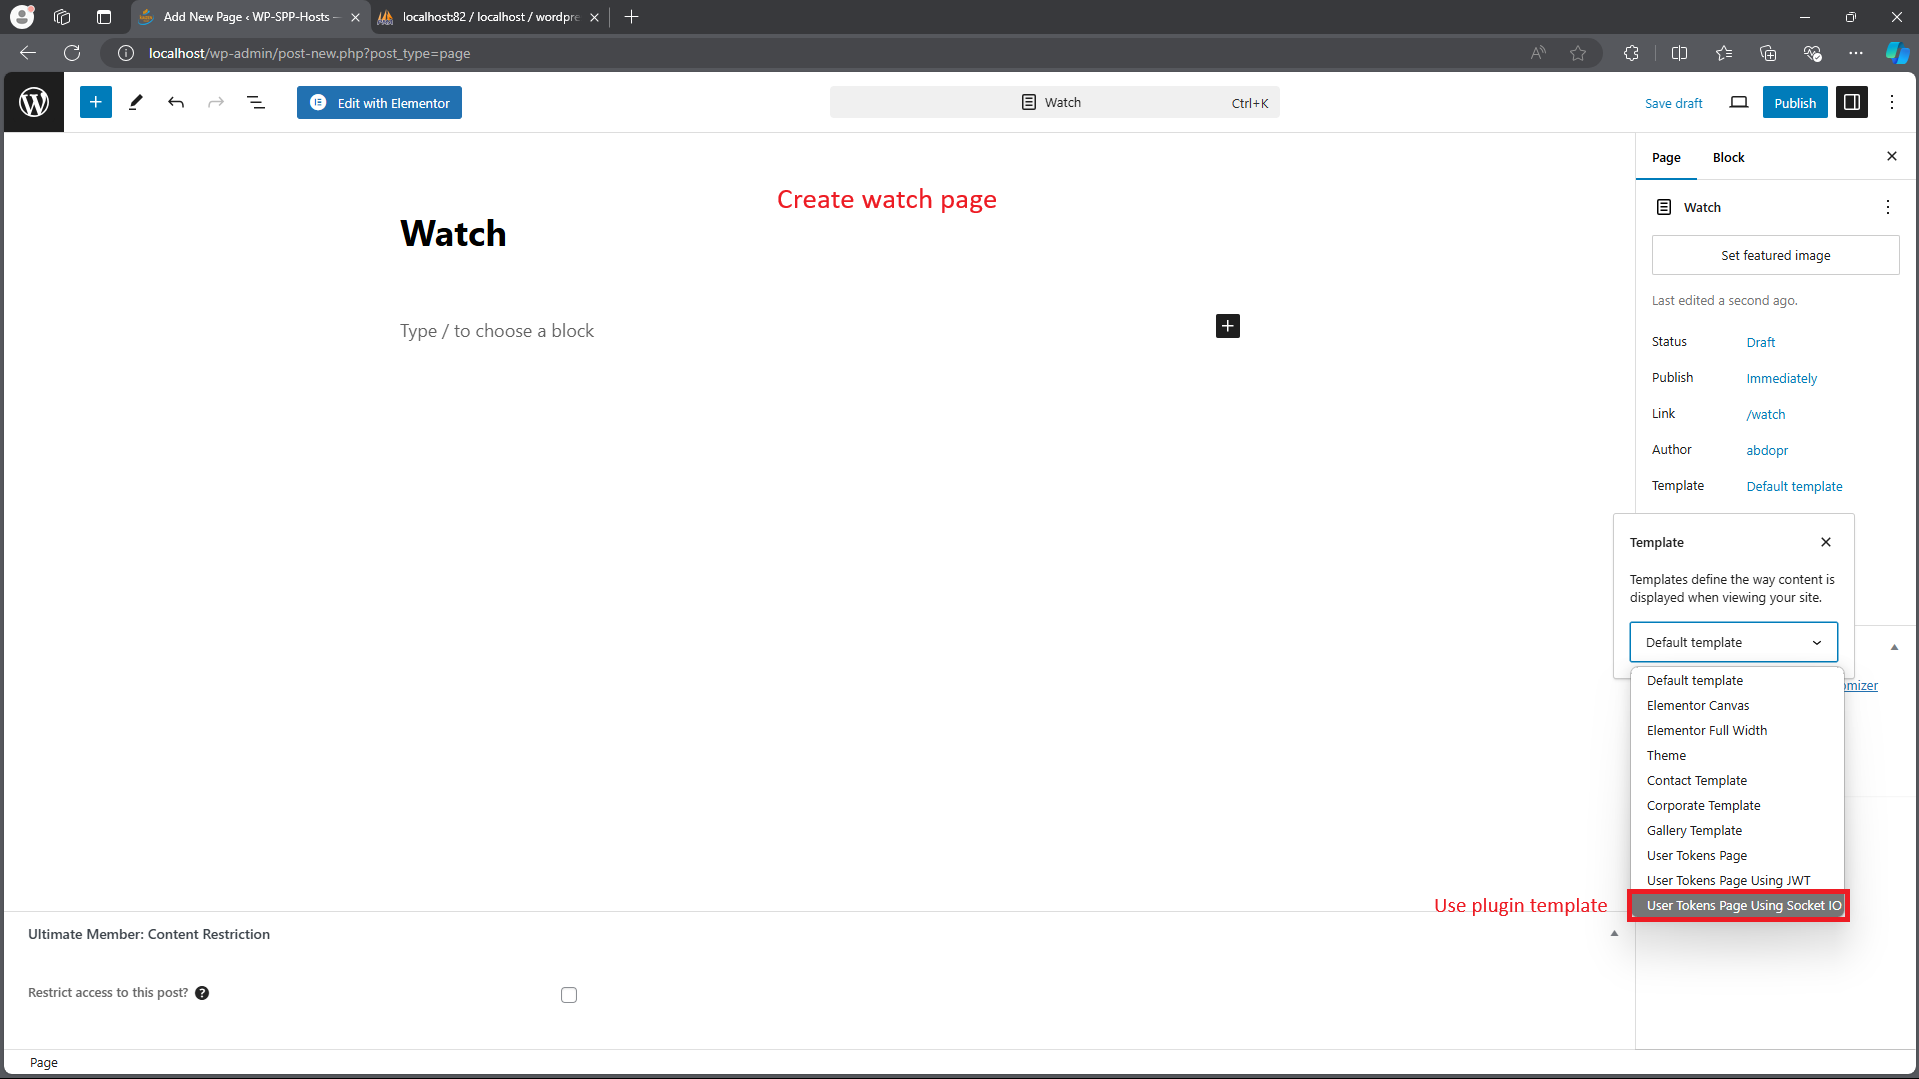 Add New Page ‹ WP-SPP-Hosts —
localhost:82 / localhost / wordpre
localhost/wp-admin/post-new.php?post_type=page
Edit with Elementor
Watch
Ctrl+K
Save draft
Publish
Page
Block
Create watch page
Watch
Watch
Set featured image
Type / to choose a block
Last edited a second ago.
Status Draft
Publish Immediately
Link /watch
Author abdopr
Template Default template
Template
Templates define the way content is
displayed when viewing your site.
Default template
Default template
omizer
Elementor Canvas
Elementor Full Width
Theme
Contact Template
Corporate Template
Gallery Template
User Tokens Page
User Tokens Page Using JWT
Use plugin template
User Tokens Page Using Socket IO
Ultimate Member: Content Restriction
Restrict access to this post? ?
Page